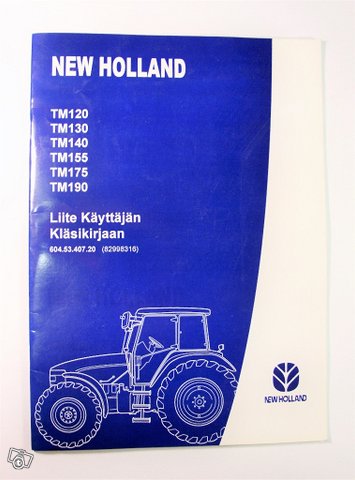 NEW HOLLAND
TM120
TM130
TM140
TM155
TM175
TM190
Liite Käyttäjän
Kläsikirjaan
604.53.407.20 (82998316)
NEW HOLLAND